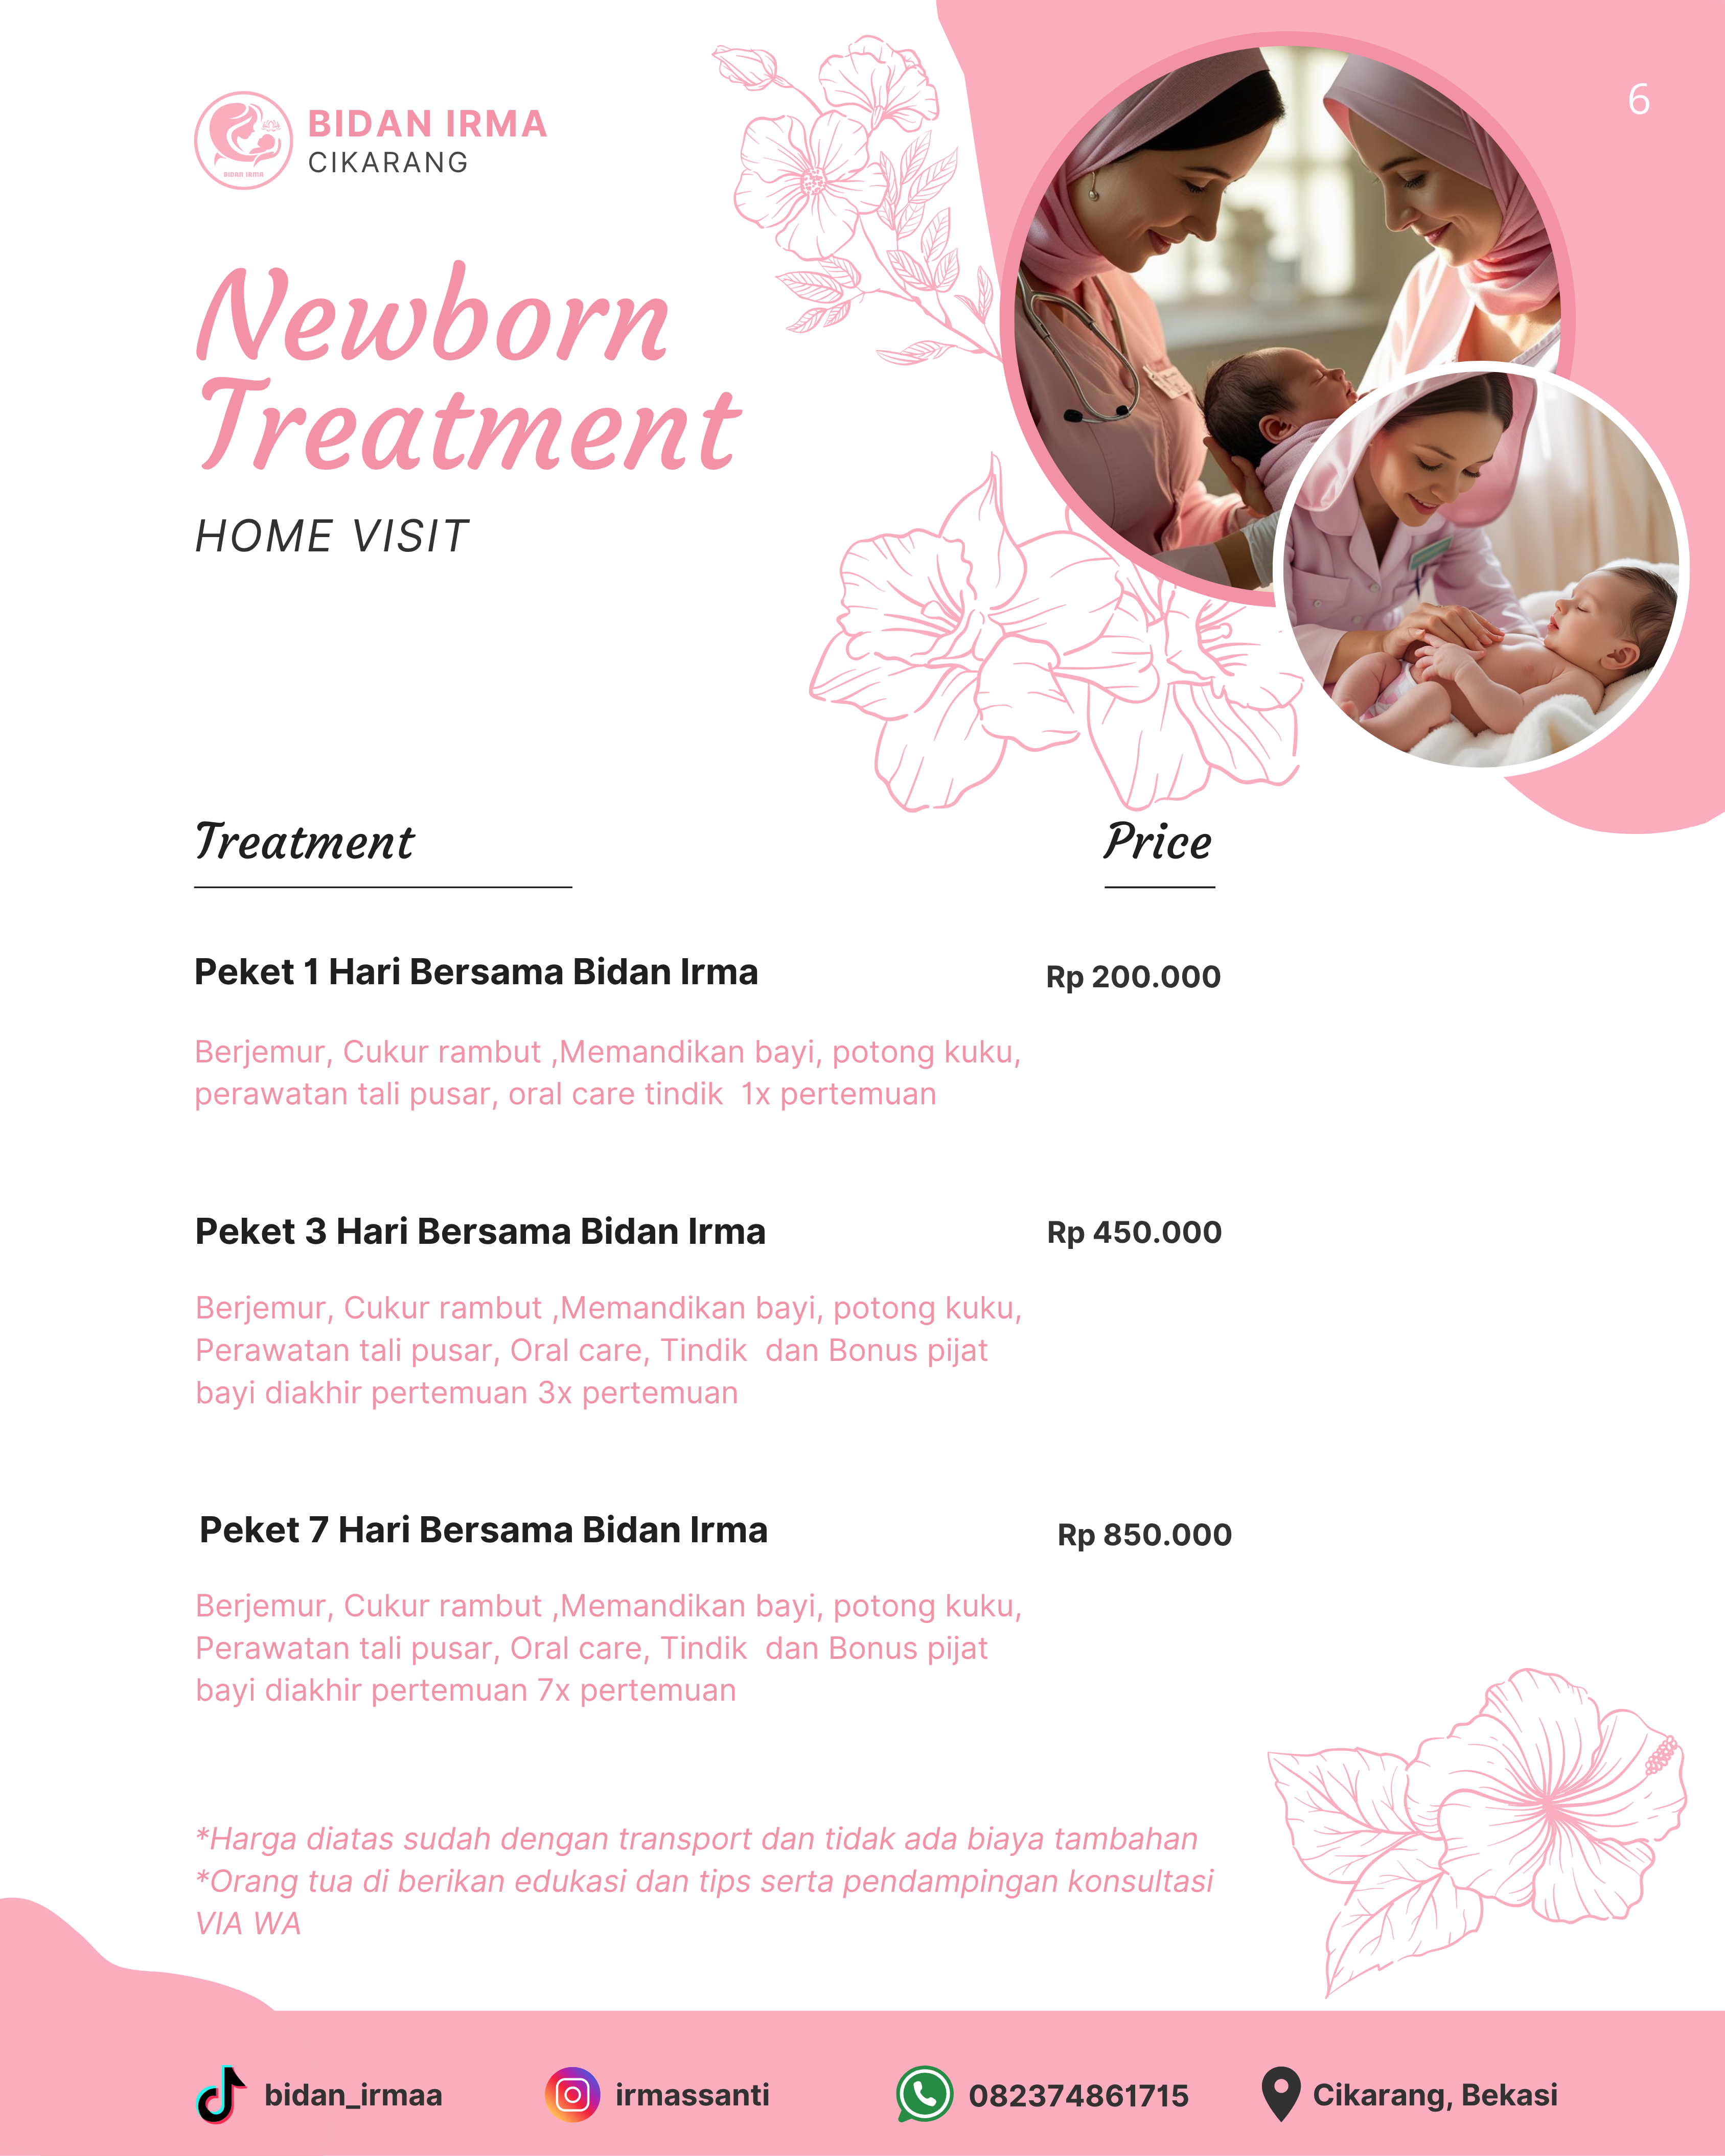 6
BIDAN IRMA
BIDAN IRMA
CIKARANG
Newborn
Treatment
HOME VISIT
Treatment
Price
Peket 1 Hari Bersama Bidan Irma
Rp 200.000
Berjemur, Cukur rambut ,Memandikan bayi, potong kuku,
perawatan tali pusar, oral care tindik  1x pertemuan
Peket 3 Hari Bersama Bidan Irma
Rp 450.000
Berjemur, Cukur rambut ,Memandikan bayi, potong kuku,
Perawatan tali pusar, Oral care, Tindik  dan Bonus pijat
bayi diakhir pertemuan 3x pertemuan
Peket 7 Hari Bersama Bidan Irma
Rp 850.000
Berjemur, Cukur rambut ,Memandikan bayi, potong kuku,
Perawatan tali pusar, Oral care, Tindik  dan Bonus pijat
bayi diakhir pertemuan 7x pertemuan
*Harga diatas sudah dengan transport dan tidak ada biaya tambahan
*Orang tua di berikan edukasi dan tips serta pendampingan konsultasi
VIA WA
bidan_irmaa
irmassanti
082374861715
Cikarang, Bekasi